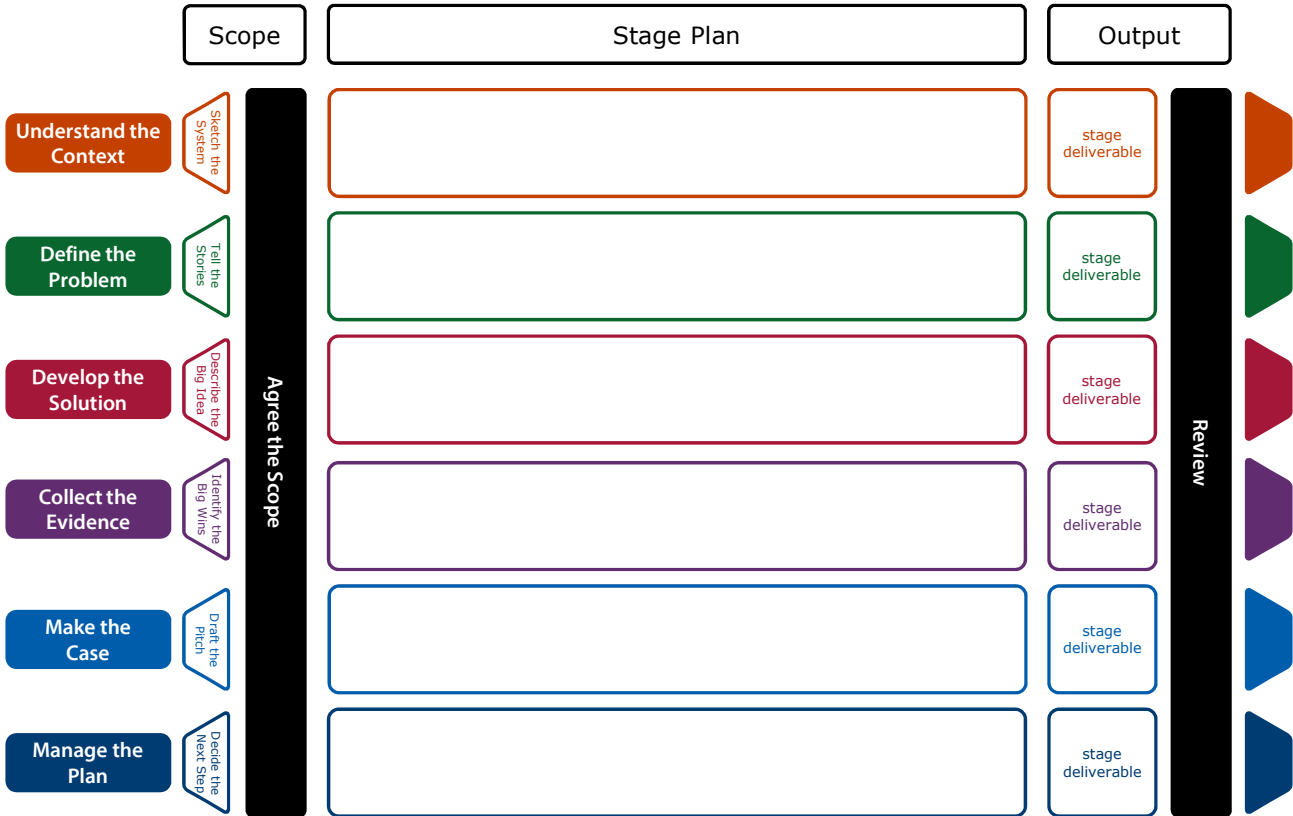 Scope
Stage Plan
Output
Understand the
Context
Sketch the
System
stage
deliverable
Define the
Problem
Tell the
Stories
stage
deliverable
Develop the
Solution
Describe the
Big Idea
stage
deliverable
Agree the Scope
Review
Collect the
Evidence
Identify the
Big Wins
stage
deliverable
Make the
Case
Draft the
Pitch
stage
deliverable
Manage the
Plan
Decide the
Next Step
stage
deliverable